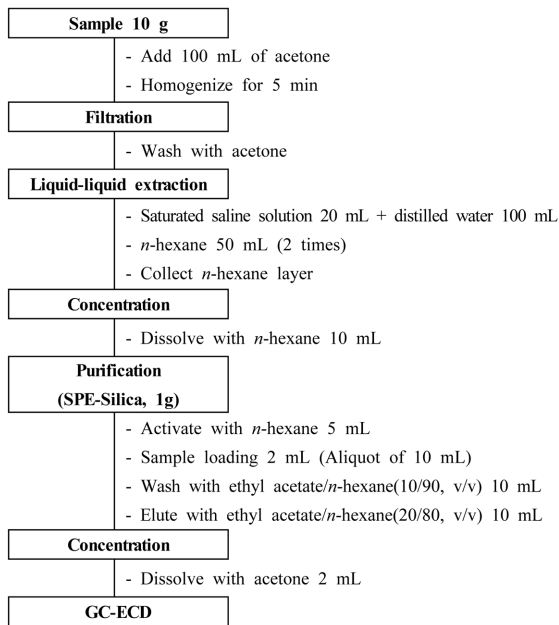 Sample 10 g
- Add 100 mL of acetone
- Homogenize for 5 min
Filtration
- Wash with acetone
Liquid-liquid extraction
- Saturated saline solution 20 mL + distilled water 100 mL
- n-hexane 50 mL (2 times)
- Collect n-hexane layer
Concentration
- Dissolve with n-hexane 10 mL
Purification
(SPE-Silica, 1g)
- Activate with n-hexane 5 mL
- Sample loading 2 mL (Aliquot of 10 mL)
- Wash with ethyl acetate/n-hexane(10/90, v/v) 10 mL
- Elute with ethyl acetate/n-hexane(20/80, v/v) 10 mL
Concentration
- Dissolve with acetone 2 mL
GC-ECD